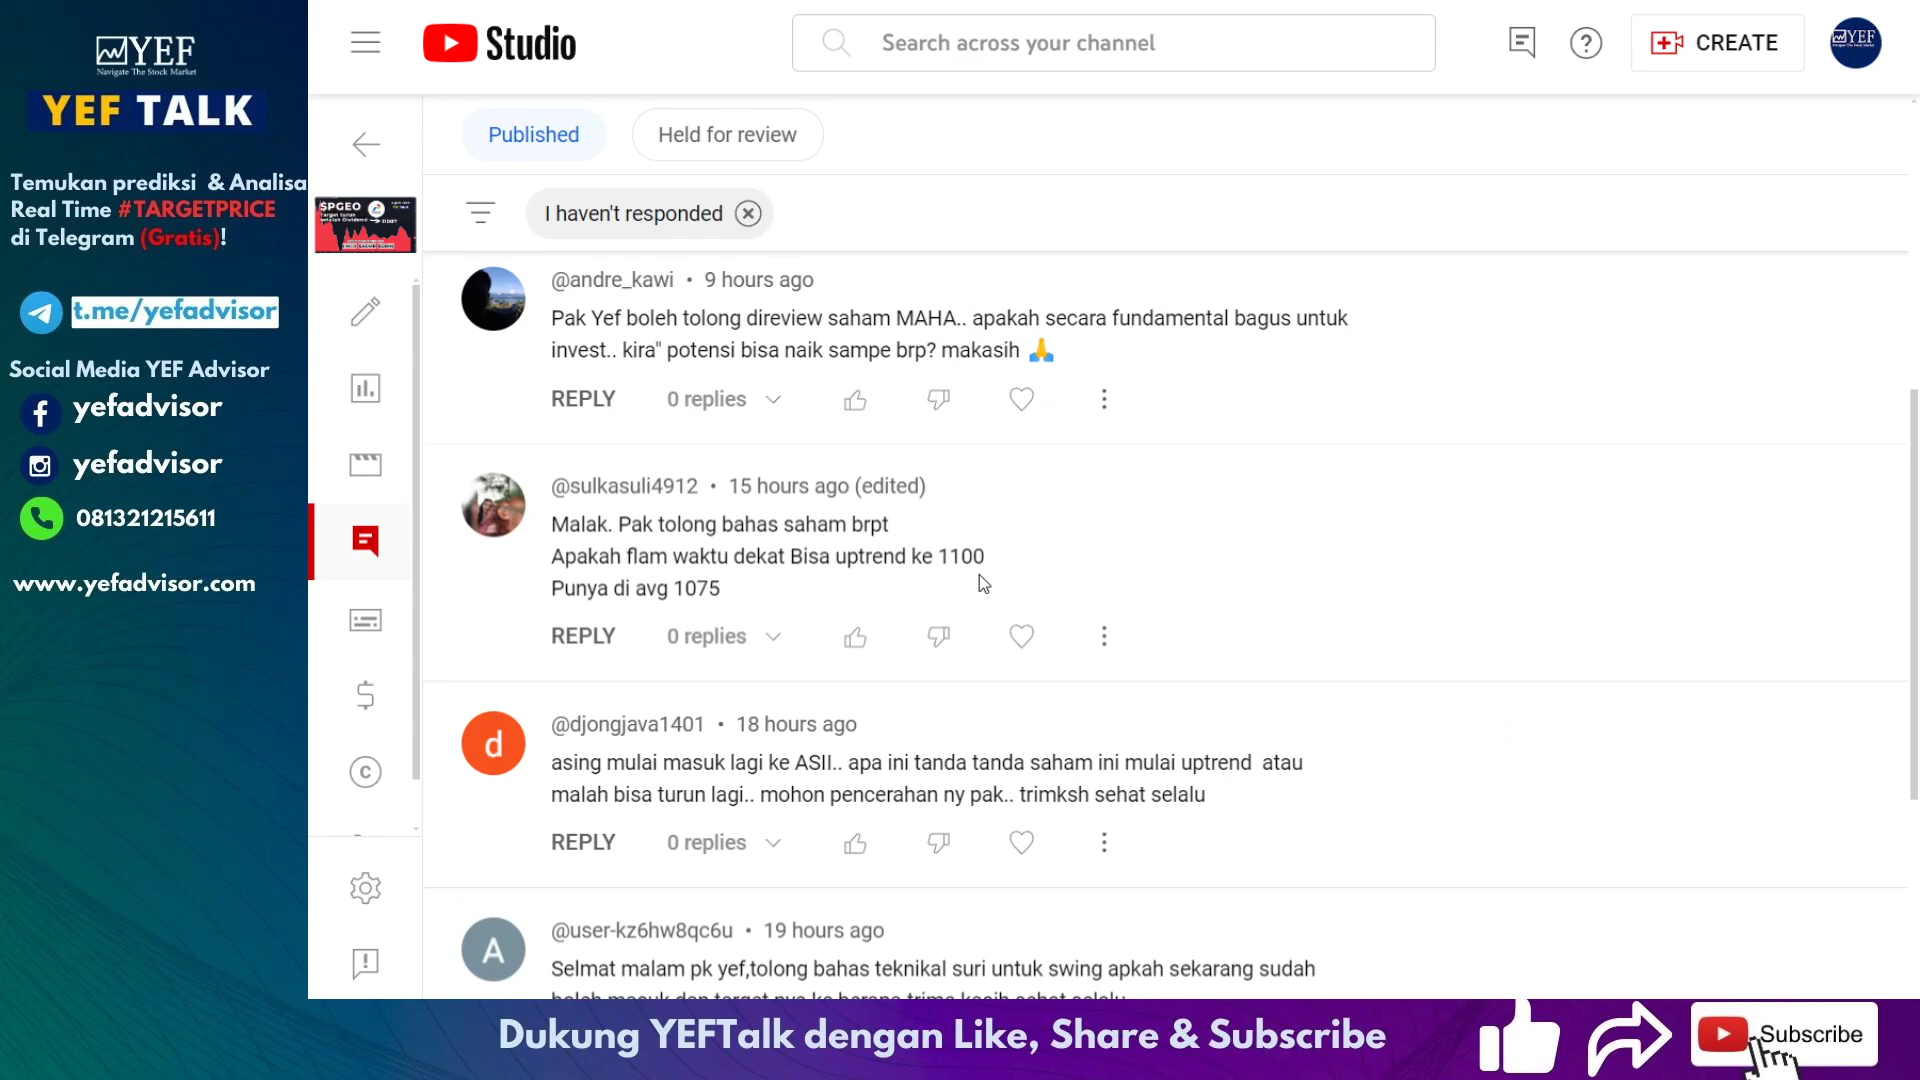 YEF
Navigate The Stock Market
YEF TALK
Temukan prediksi & Analisa
Real Time #TARGETPRICE
di Telegram (Gratis)!
t.me/yefadvisor
Social Media YEF Advisor
yefadvisor
yefadvisor
081321215611
www.yefadvisor.com
Studio
Search across your channel
CREATE
YEF
$PGEO
Published
Held for review
I haven't responded
@andre_kawi • 9 hours ago
Pak Yef boleh tolong direview saham MAHA.. apakah secara fundamental bagus untuk
invest.. kira" potensi bisa naik sampe brp? makasih 🙏
REPLY 0 replies
@sulkasuli4912 • 15 hours ago (edited)
Malak. Pak tolong bahas saham brpt
Apakah flam waktu dekat Bisa uptrend ke 1100
Punya di avg 1075
REPLY 0 replies
d
@djongjava1401 • 18 hours ago
asing mulai masuk lagi ke ASII.. apa ini tanda tanda saham ini mulai uptrend atau
malah bisa turun lagi.. mohon pencerahan ny pak.. trimksh sehat selalu
REPLY 0 replies
A
@user-kz6hw8qc6u • 19 hours ago
Selmat malam pk yef,tolong bahas teknikal suri untuk swing apkah sekarang sudah
Dukung YEFTalk dengan Like, Share & Subscribe
Subscribe